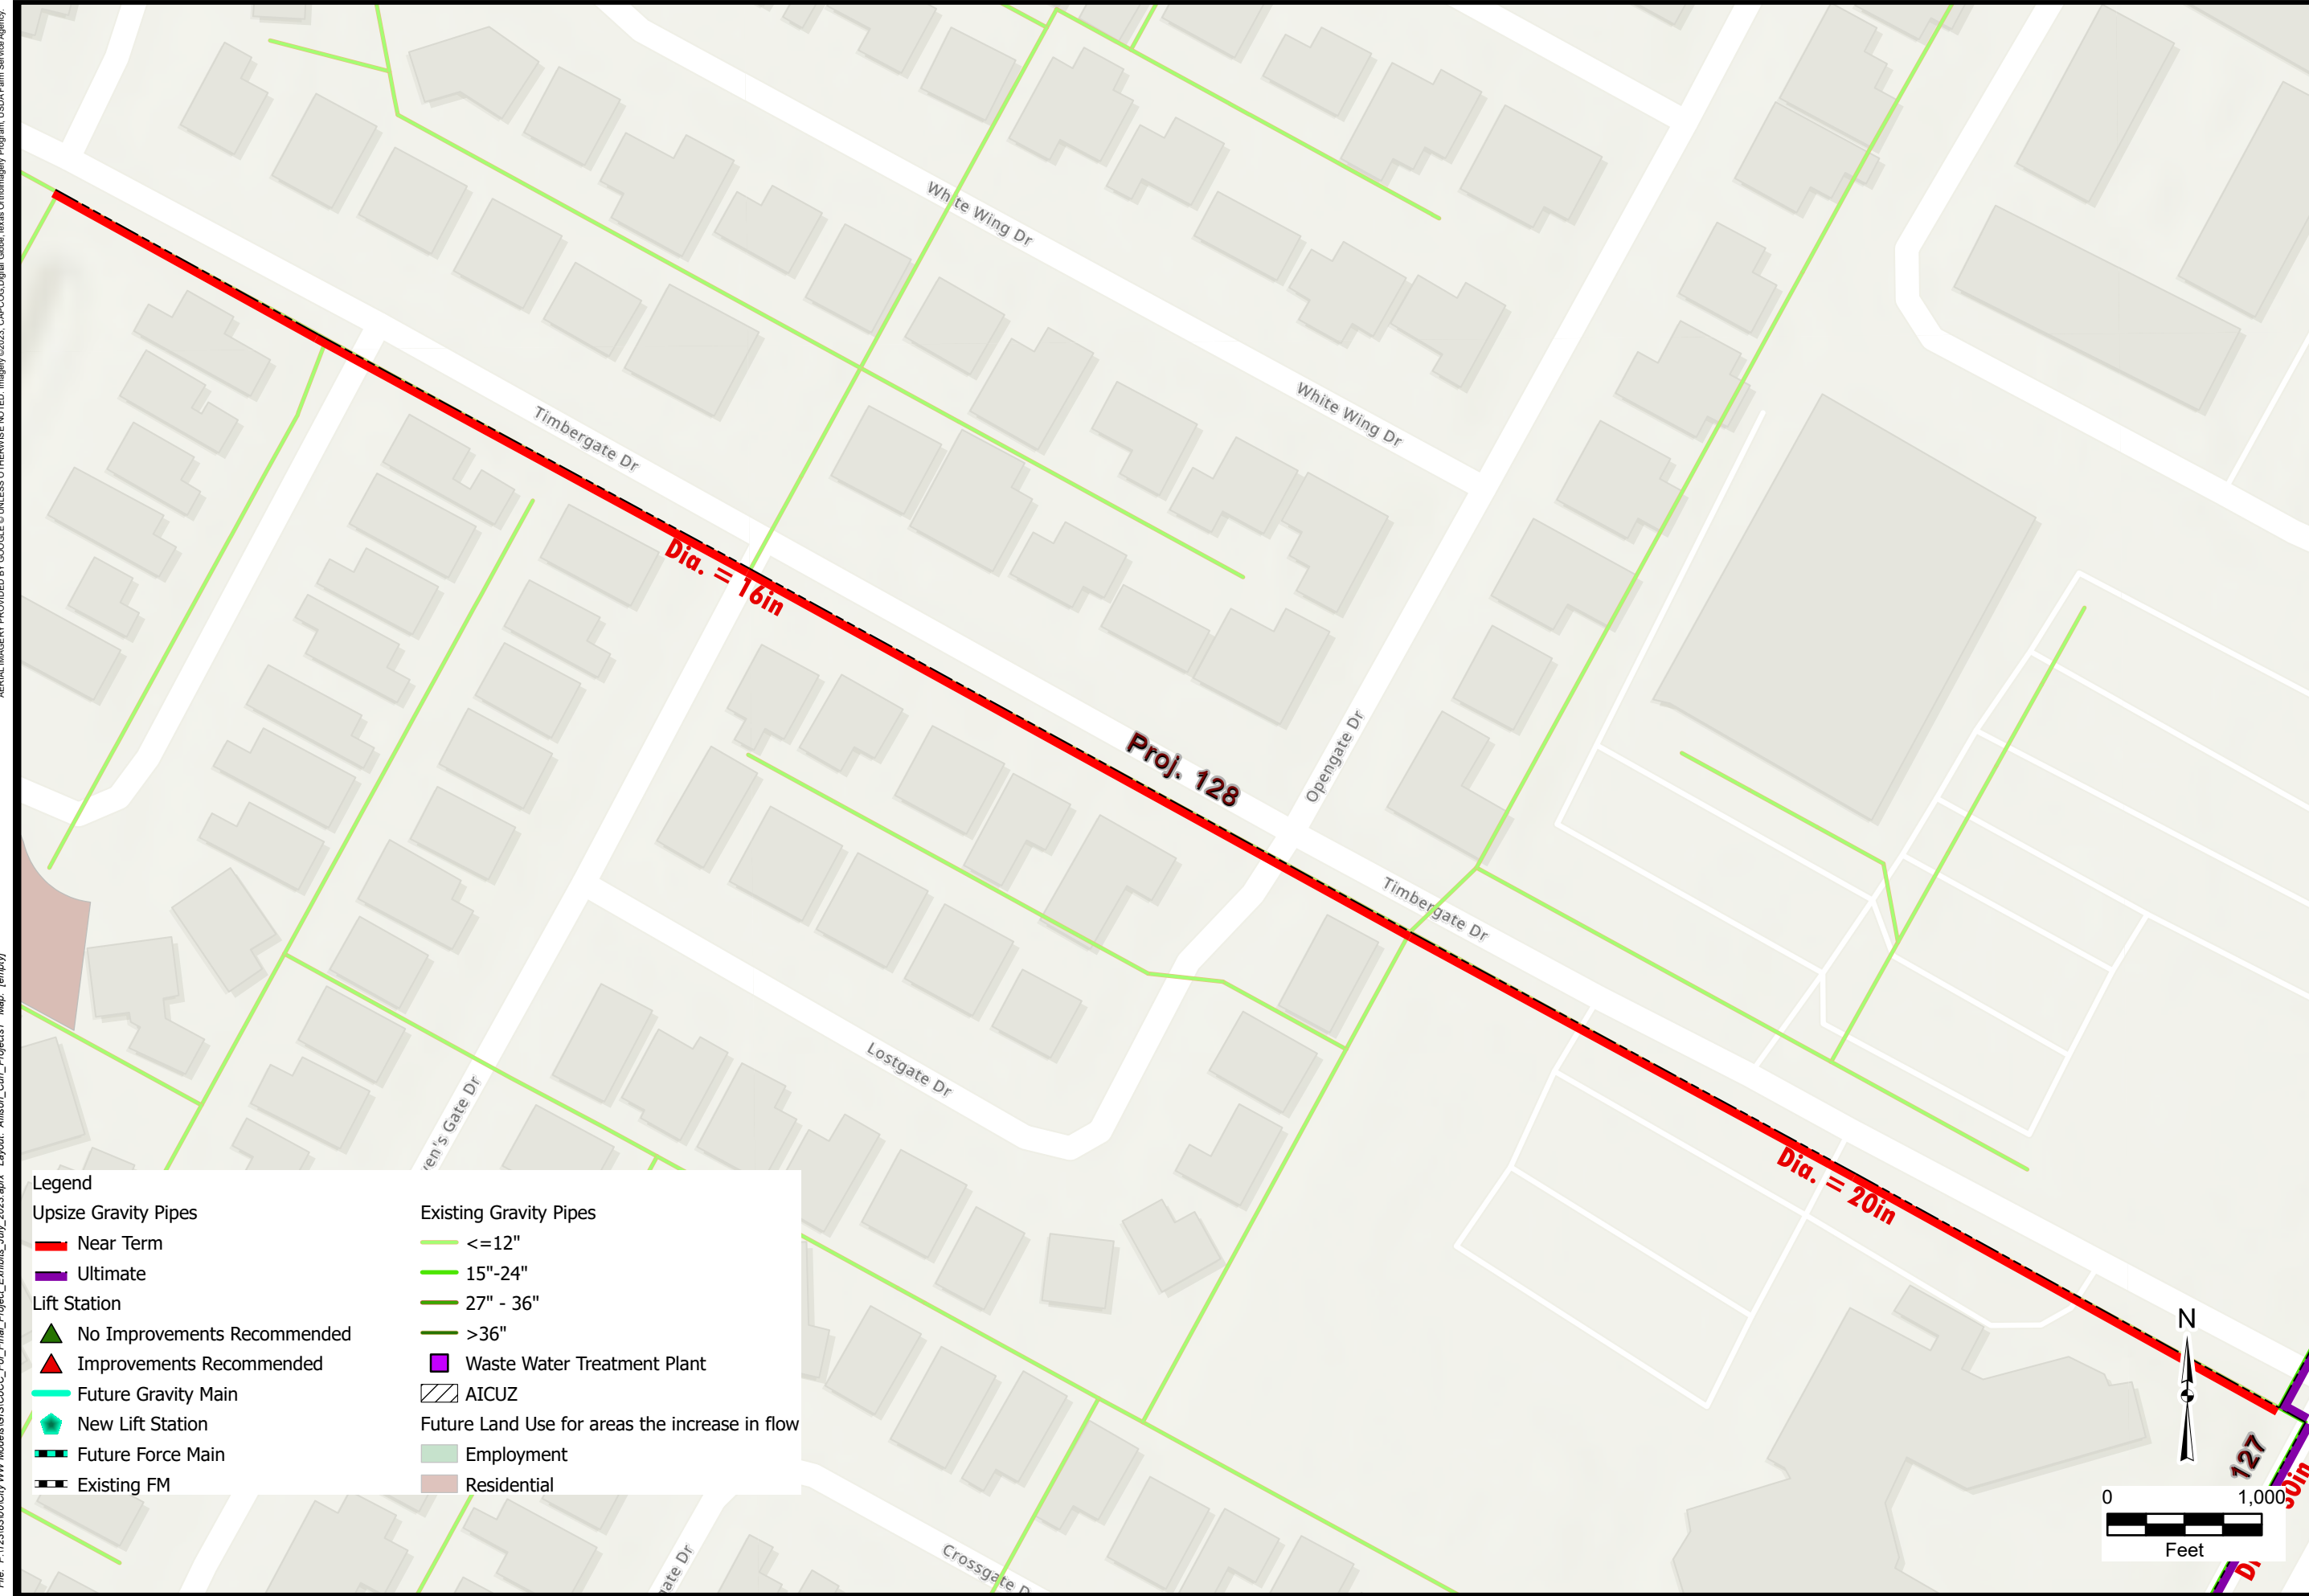 White Wing Dr
White Wing Dr
Timbergate Dr
Dia. = 16in
Proj. 128
Opengate Dr
Timbergate Dr
Lostgate Dr
Dia. = 20in
Crossgate
127
N
0 1,000
Feet
Legend
Upsize Gravity Pipes
Near Term
Ultimate
Lift Station
No Improvements Recommended
Improvements Recommended
Future Gravity Main
New Lift Station
Future Force Main
Existing FM
Existing Gravity Pipes
<=12"
15"-24"
27" - 36"
>36"
Waste Water Treatment Plant
AICUZ
Future Land Use for areas the increase in flow
Employment
Residential